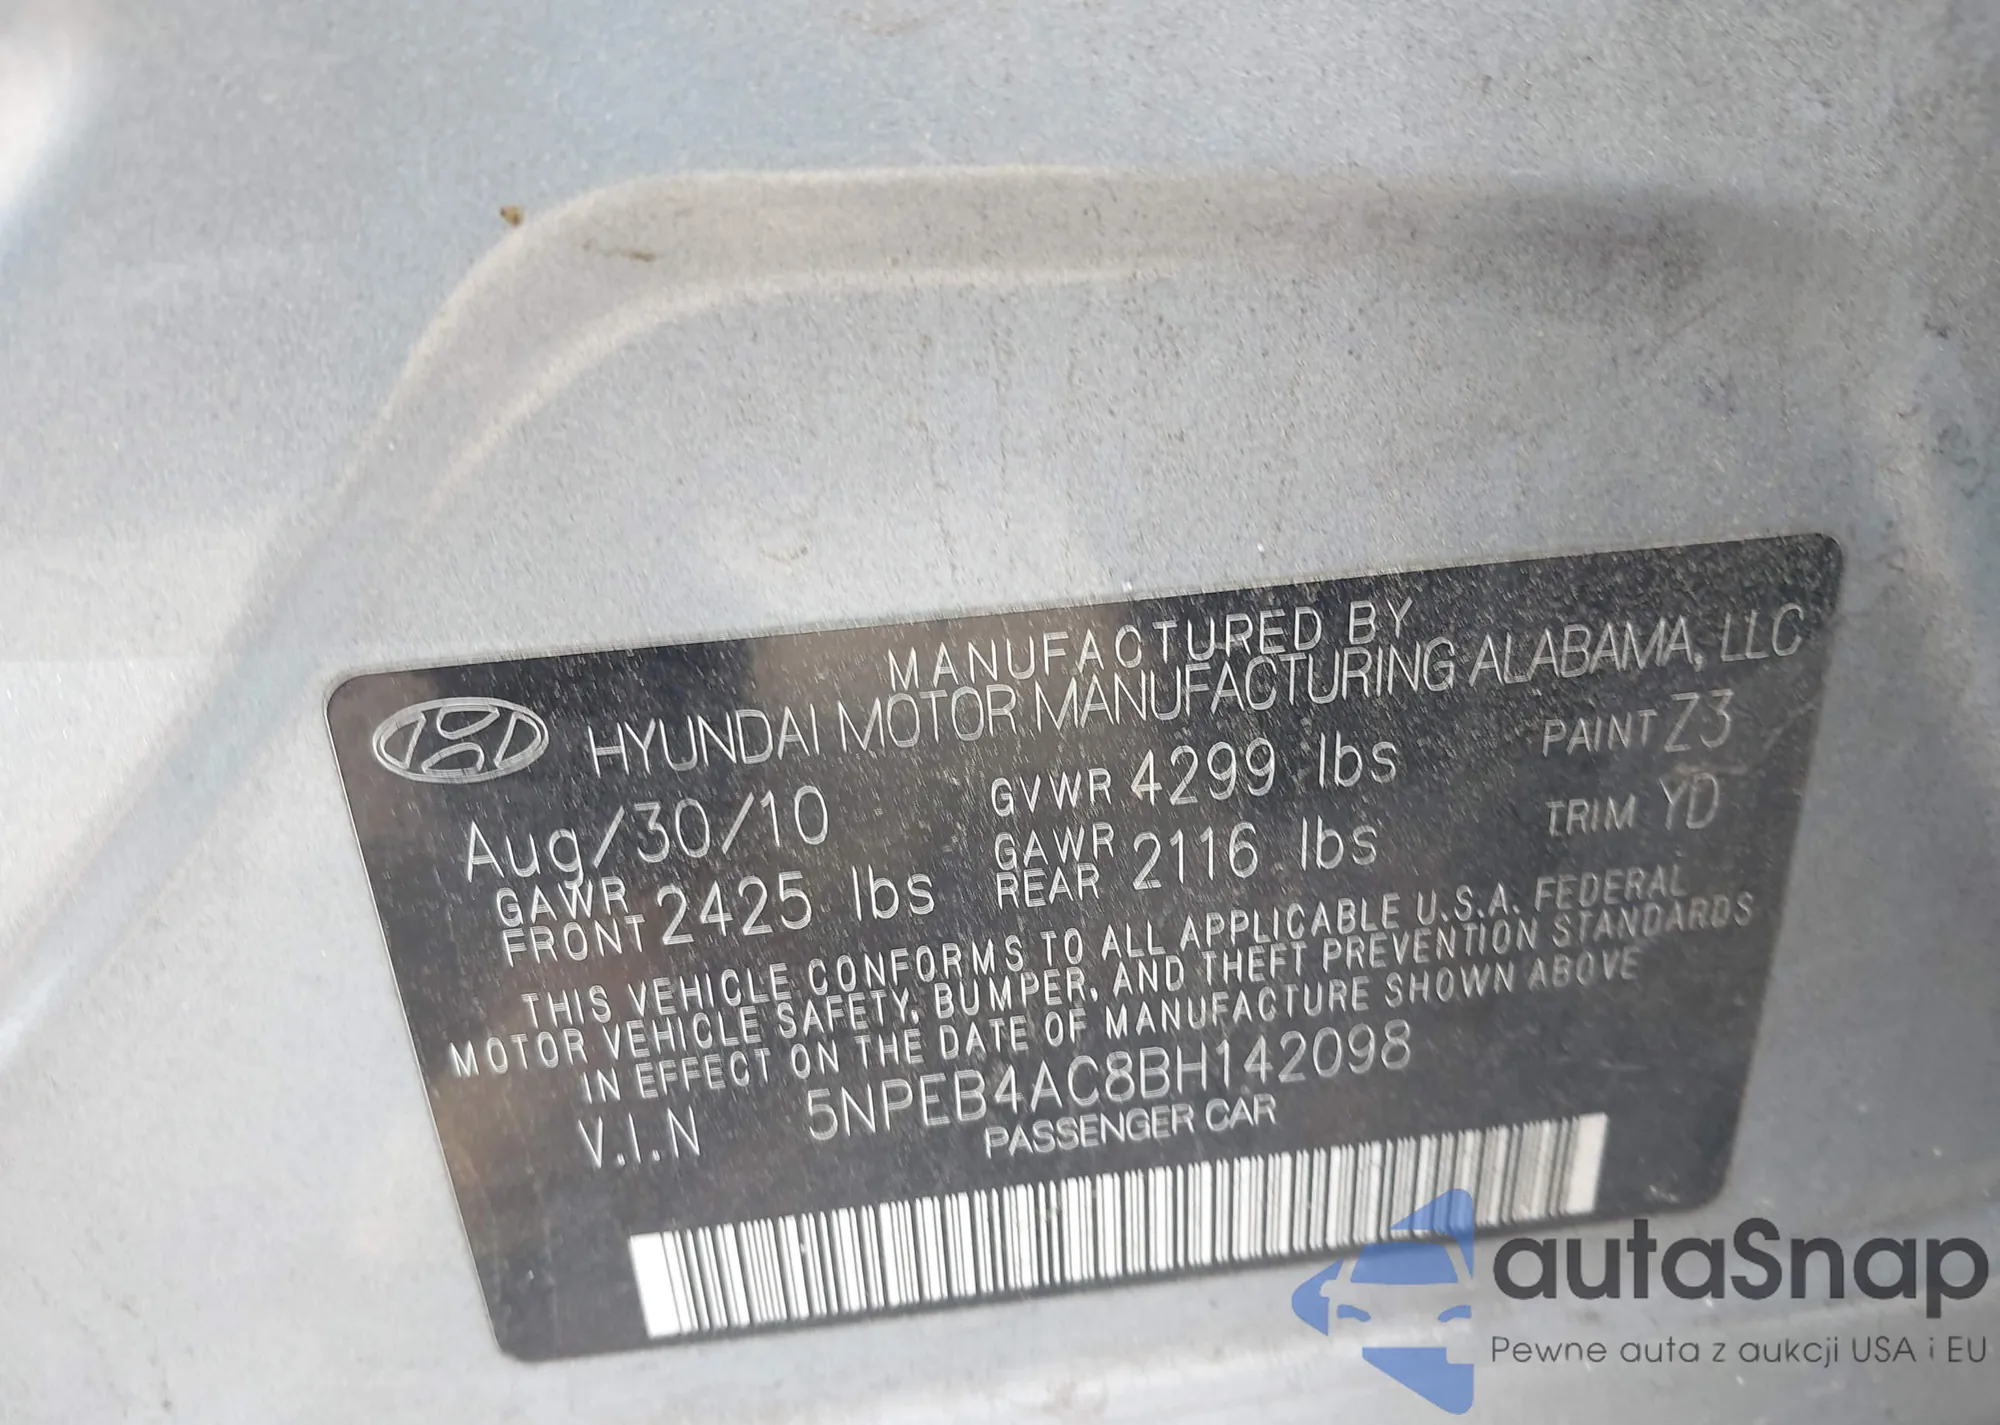 MANUFACTURED BY
HYUNDAI MOTOR MANUFACTURING ALABAMA, LLC
Aug/30/10 GVWR 4299 lbs PAINT Z3
GAWR FRONT 2425 lbs GAWR REAR 2116 lbs TRIM YD
THIS VEHICLE CONFORMS TO ALL APPLICABLE U.S.A. FEDERAL
MOTOR VEHICLE SAFETY, BUMPER, AND THEFT PREVENTION STANDARDS
IN EFFECT ON THE DATE OF MANUFACTURE SHOWN ABOVE
V.I.N 5NPEB4AC8BH142098
PASSENGER CAR
autaSnap
Pewne auta z aukcji USA i EU